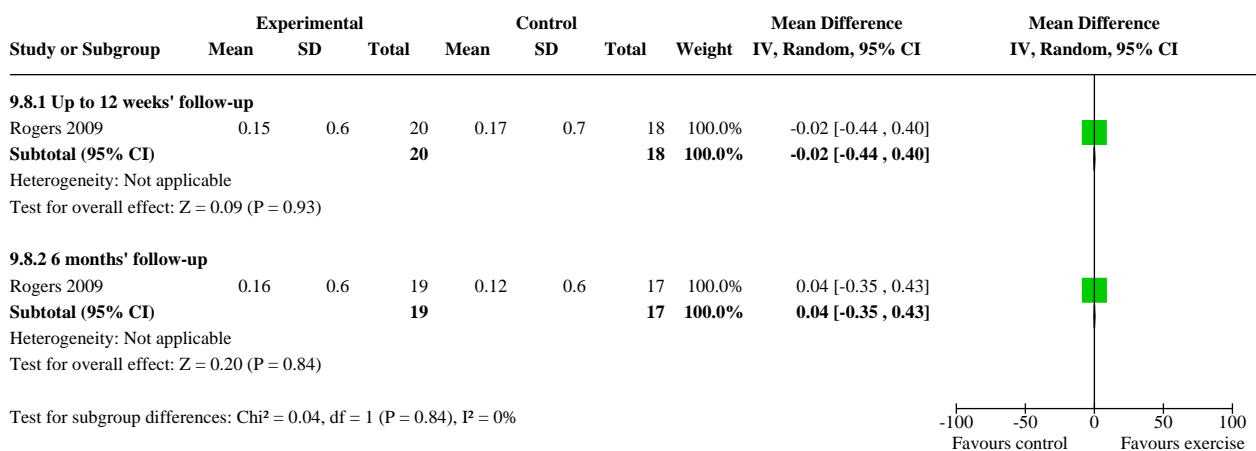 Experimental Control Mean Difference Mean Difference
Study or Subgroup Mean SD Total Mean SD Total Weight IV, Random, 95% CI IV, Random, 95% CI
9.8.1 Up to 12 weeks' follow-up
Rogers 2009 0.15 0.6 20 0.17 0.7 18 100.0% -0.02 [-0.44 , 0.40]
Subtotal (95% CI) 20 18 100.0% -0.02 [-0.44 , 0.40]
Heterogeneity: Not applicable
Test for overall effect: Z = 0.09 (P = 0.93)
9.8.2 6 months' follow-up
Rogers 2009 0.16 0.6 19 0.12 0.6 17 100.0% 0.04 [-0.35 , 0.43]
Subtotal (95% CI) 19 17 100.0% 0.04 [-0.35 , 0.43]
Heterogeneity: Not applicable
Test for overall effect: Z = 0.20 (P = 0.84)
Test for subgroup differences: Chi² = 0.04, df = 1 (P = 0.84), I² = 0%
-100 -50 0 50 100
Favours control Favours exercise